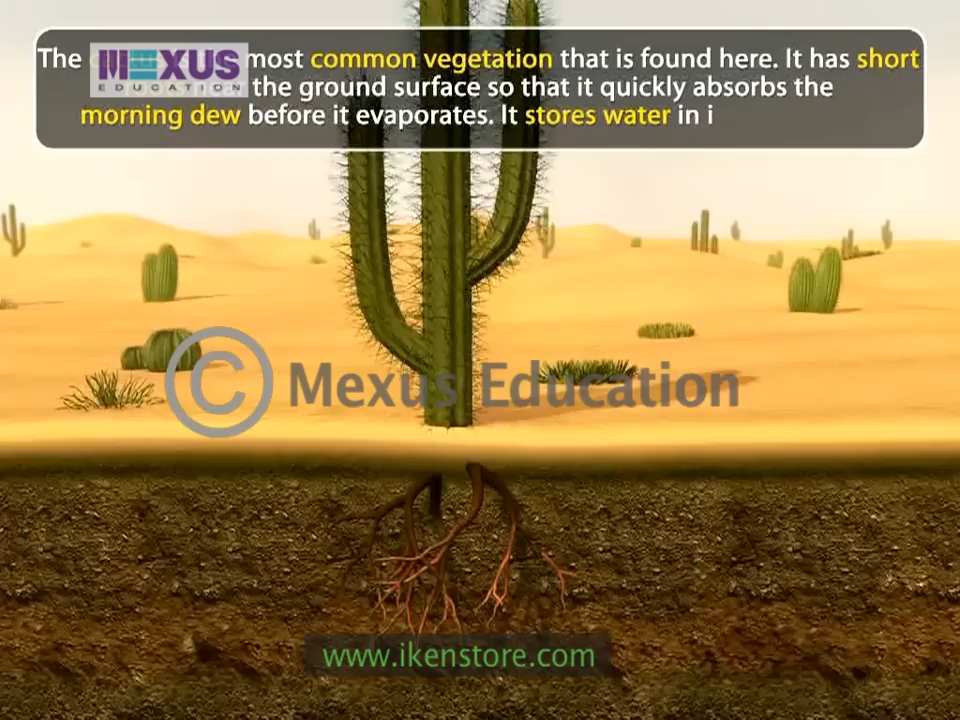 The most common vegetation that is found here. It has short
MEXUS
EDUCATION
the ground surface so that it quickly absorbs the
morning dew before it evaporates. It stores water in i
© Mexus Education
www.ikenstore.com